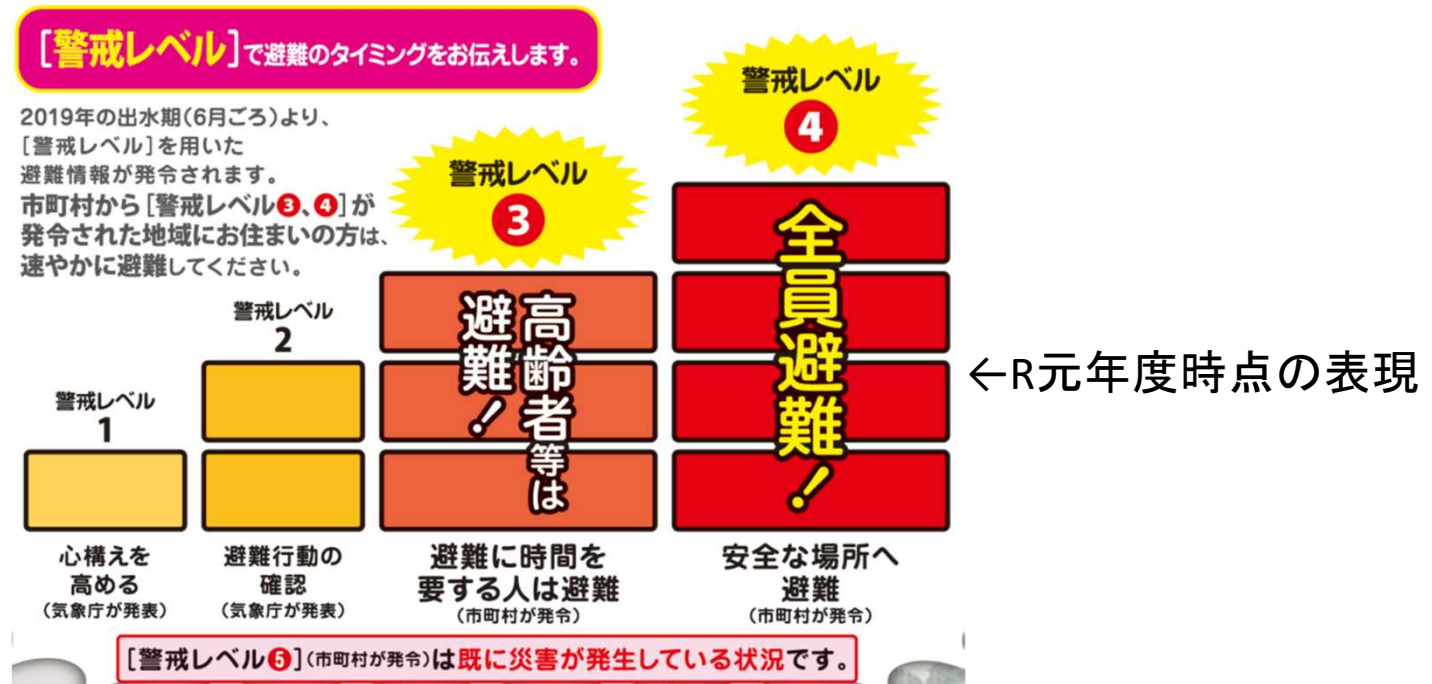 [警戒レベル]で避難のタイミングをお伝えします。
2019年の出水期(6月ごろ)より、
[警戒レベル]を用いた
避難情報が発令されます。
市町村から[警戒レベル❸、❹]が
発令された地域にお住まいの方は、
速やかに避難してください。
警戒レベル
1
心構えを
高める
(気象庁が発表)
警戒レベル
2
避難行動の
確認
(気象庁が発表)
警戒レベル
3
高齢者等は
避難!
避難に時間を
要する人は避難
(市町村が発令)
警戒レベル
4
全員避難!
安全な場所へ
避難
(市町村が発令)
[警戒レベル❺](市町村が発令)は既に災害が発生している状況です。
←R元年度時点の表現